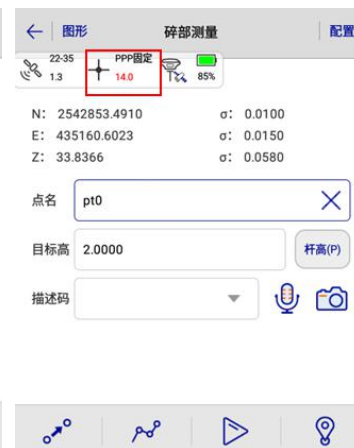 图形 碎部测量 配置
22-35 PPP固定
1.3 14.0 85%
N: 2542853.4910 σ: 0.0100
E: 435160.6023 σ: 0.0150
Z: 33.8366 σ: 0.0580
点名 pt0
目标高 2.0000 杆高(P)
描述码